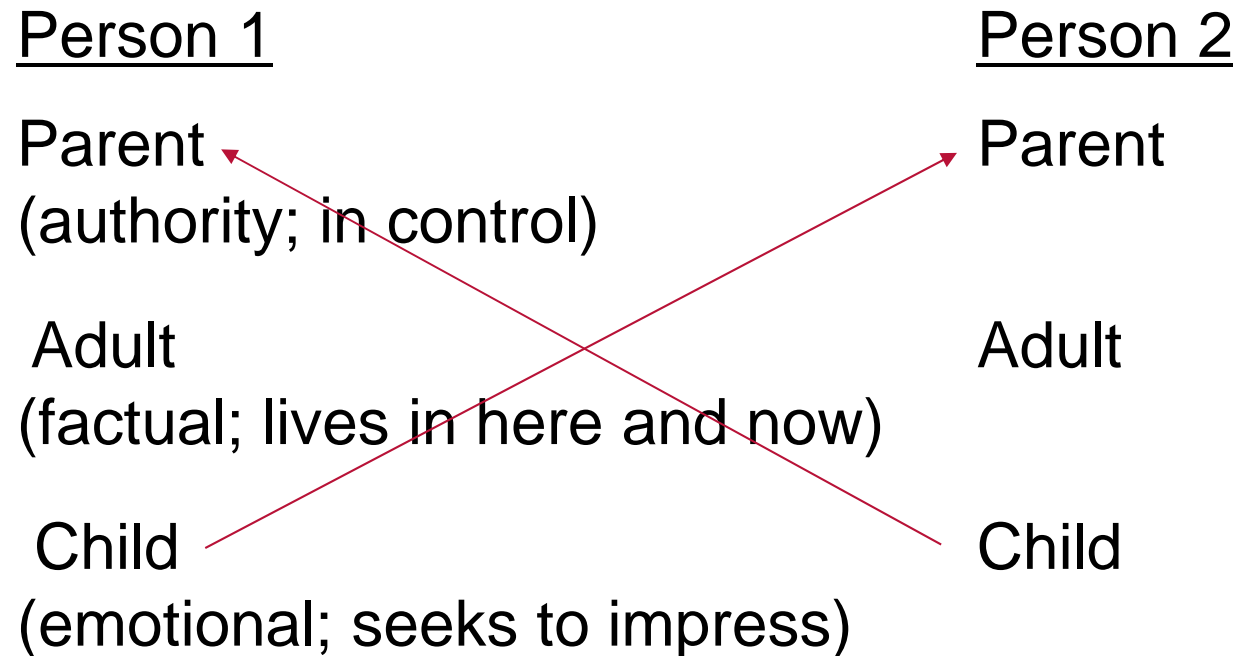 Person 1 Person 2
Parent Parent
(authority; in control)
Adult Adult
(factual; lives in here and now)
Child Child
(emotional; seeks to impress)